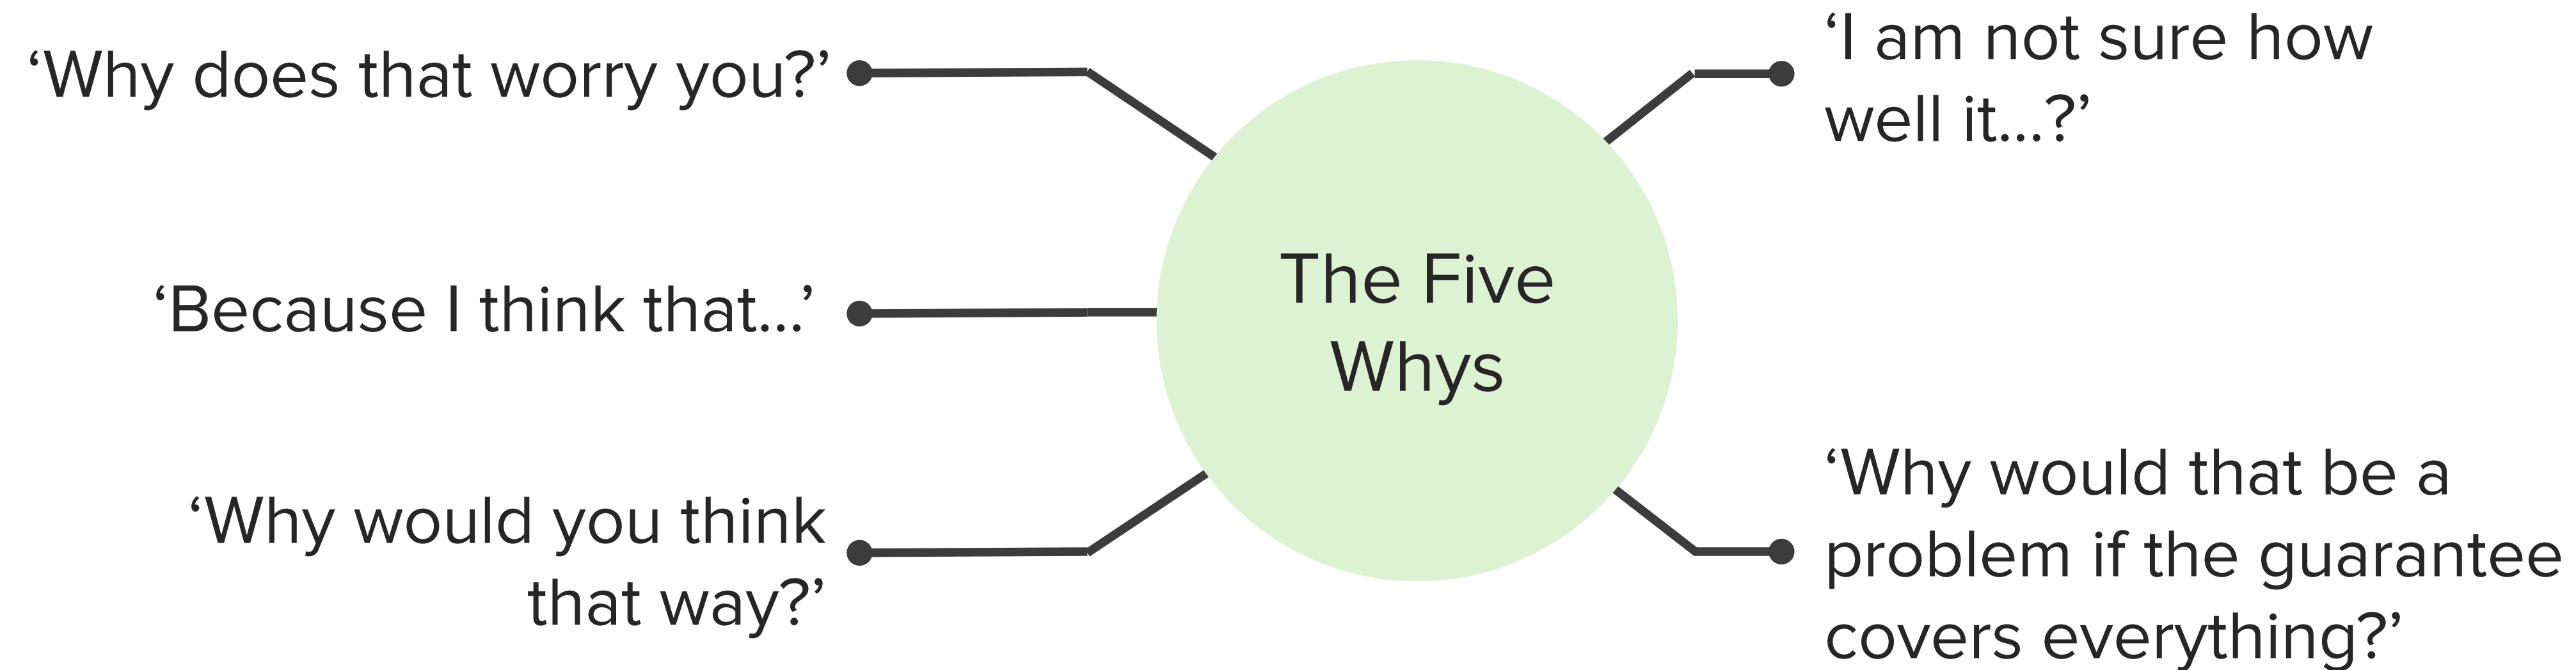 ‘Why does that worry you?’
‘Because I think that...’
‘Why would you think
that way?’
The Five
Whys
‘I am not sure how
well it...?’
‘Why would that be a
problem if the guarantee
covers everything?’